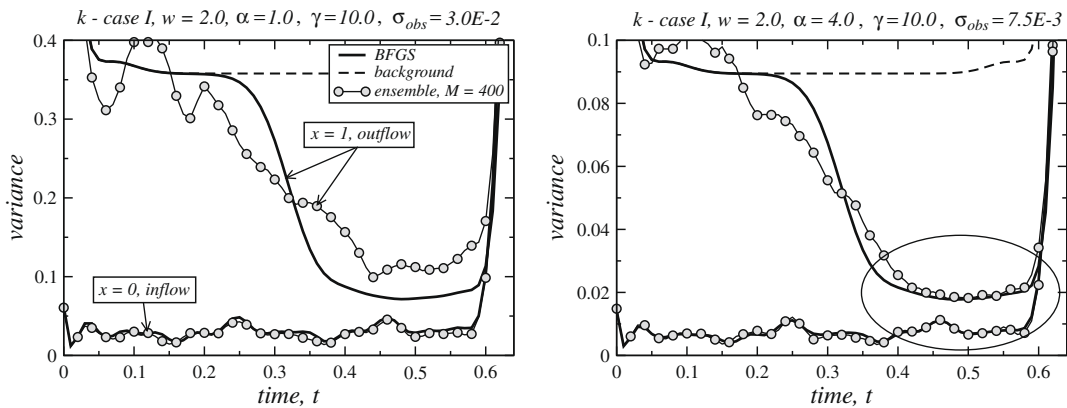 k - case I, w = 2.0, α=1.0 , γ=10.0 , σobs = 3.0E-2
0.4
0.3
0.2
0.1
0
variance
BFGS
background
ensemble, M = 400
x = 1, outflow
x = 0, inflow
0 0.1 0.2 0.3 0.4 0.5 0.6
time, t
k - case I, w = 2.0, α = 4.0 , γ=10.0, σobs = 7.5E-3
0.1
0.08
0.06
0.04
0.02
0
variance
0 0.1 0.2 0.3 0.4 0.5 0.6
time, t